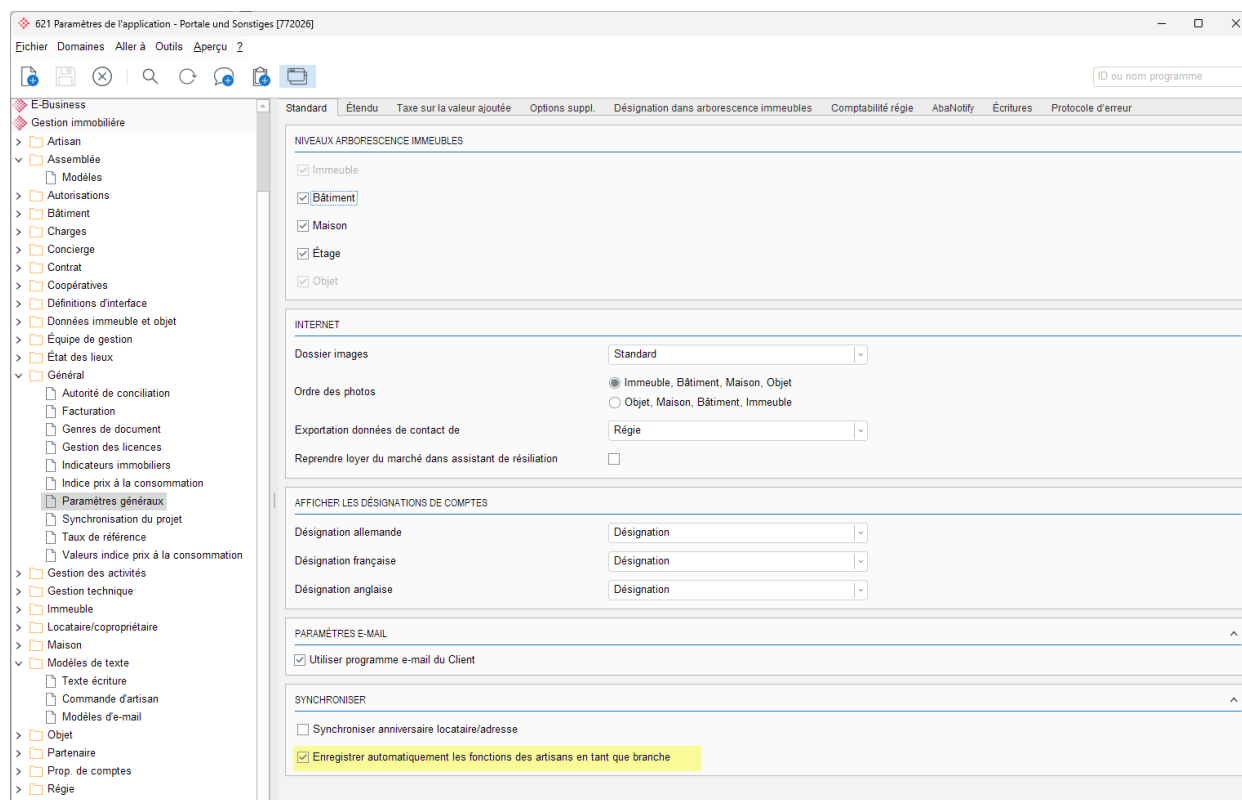 621 Paramètres de l'application - Portale und Sonstiges [772026]
Fichier Domaines Aller à Outils Aperçu ?
ID ou nom programme
E-Business
Gestion immobilière
Artisan
Assemblée
Modèles
Autorisations
Bâtiment
Charges
Concierge
Contrat
Coopératives
Définitions d'interface
Données immeuble et objet
Équipe de gestion
État des lieux
Général
Autorité de conciliation
Facturation
Genres de document
Gestion des licences
Indicateurs immobiliers
Indice prix à la consommation
Paramètres généraux
Synchronisation du projet
Taux de référence
Valeurs indice prix à la consommation
Gestion des activités
Gestion technique
Immeuble
Locataire/copropriétaire
Maison
Modèles de texte
Texte écriture
Commande d'artisan
Modèles d'e-mail
Objet
Partenaire
Prop. de comptes
Régie
Standard Étendu Taxe sur la valeur ajoutée Options suppl. Désignation dans arborescence immeubles Comptabilité régie AbaNotify Écritures Protocole d'erreur
NIVEAUX ARBORESCENCE IMMEUBLES
Immeuble
Bâtiment
Maison
Étage
Objet
INTERNET
Dossier images Standard
Ordre des photos
Immeuble, Bâtiment, Maison, Objet
Objet, Maison, Bâtiment, Immeuble
Exportation données de contact de Régie
Reprendre loyer du marché dans assistant de résiliation
AFFICHER LES DÉSIGNATIONS DE COMPTES
Désignation allemande Désignation
Désignation française Désignation
Désignation anglaise Désignation
PARAMÈTRES E-MAIL
Utiliser programme e-mail du Client
SYNCHRONISER
Synchroniser anniversaire locataire/adresse
Enregistrer automatiquement les fonctions des artisans en tant que branche